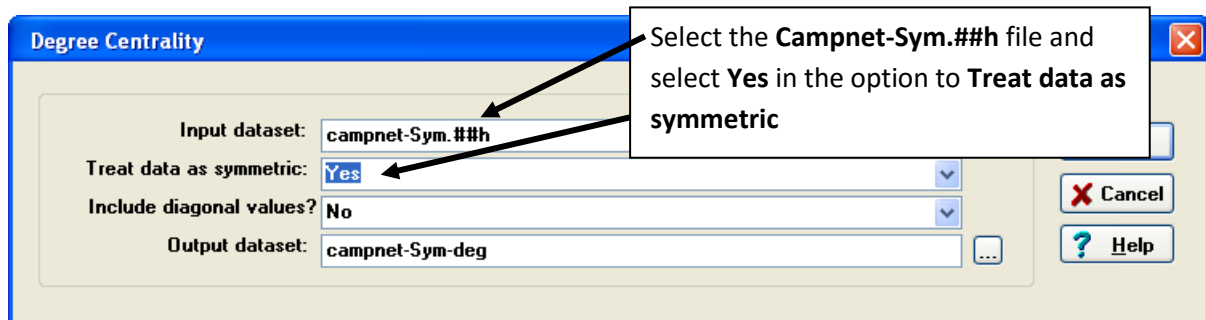 Degree Centrality
Select the Campnet-Sym.##h file and
select Yes in the option to Treat data as
symmetric
Input dataset: campnet-Sym.##h
Treat data as symmetric: Yes
Include diagonal values? No
Output dataset: campnet-Sym-deg ...
Cancel
? Help